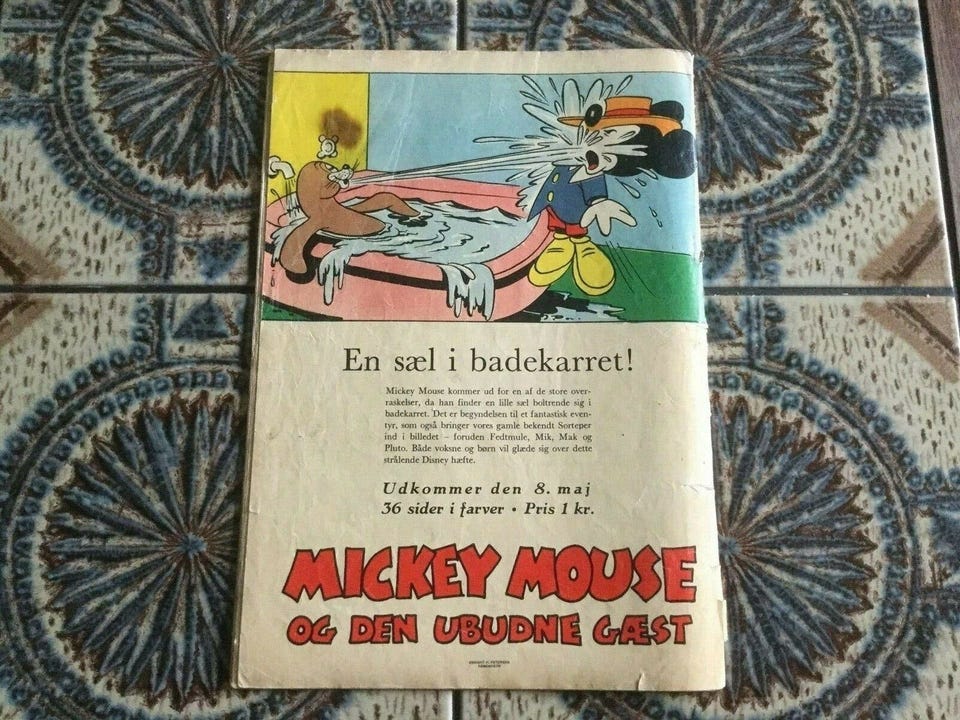 En sæl i badekarret!
Mickey Mouse kommer ud for en af de store over-
raskelser, da han finder en lille sæl boltrende sig i
badekarret. Det er begyndelsen til et fantastisk even-
tyr, som også bringer vores gamle bekendt Sorteper
ind i billedet – foruden Fedtmule, Mik, Mak og
Pluto. Både voksne og børn vil glæde sig over dette
strålende Disney hæfte.
Udkommer den 8. maj
36 sider i farver • Pris 1 kr.
MICKEY MOUSE
OG DEN UBUDNE GÆST